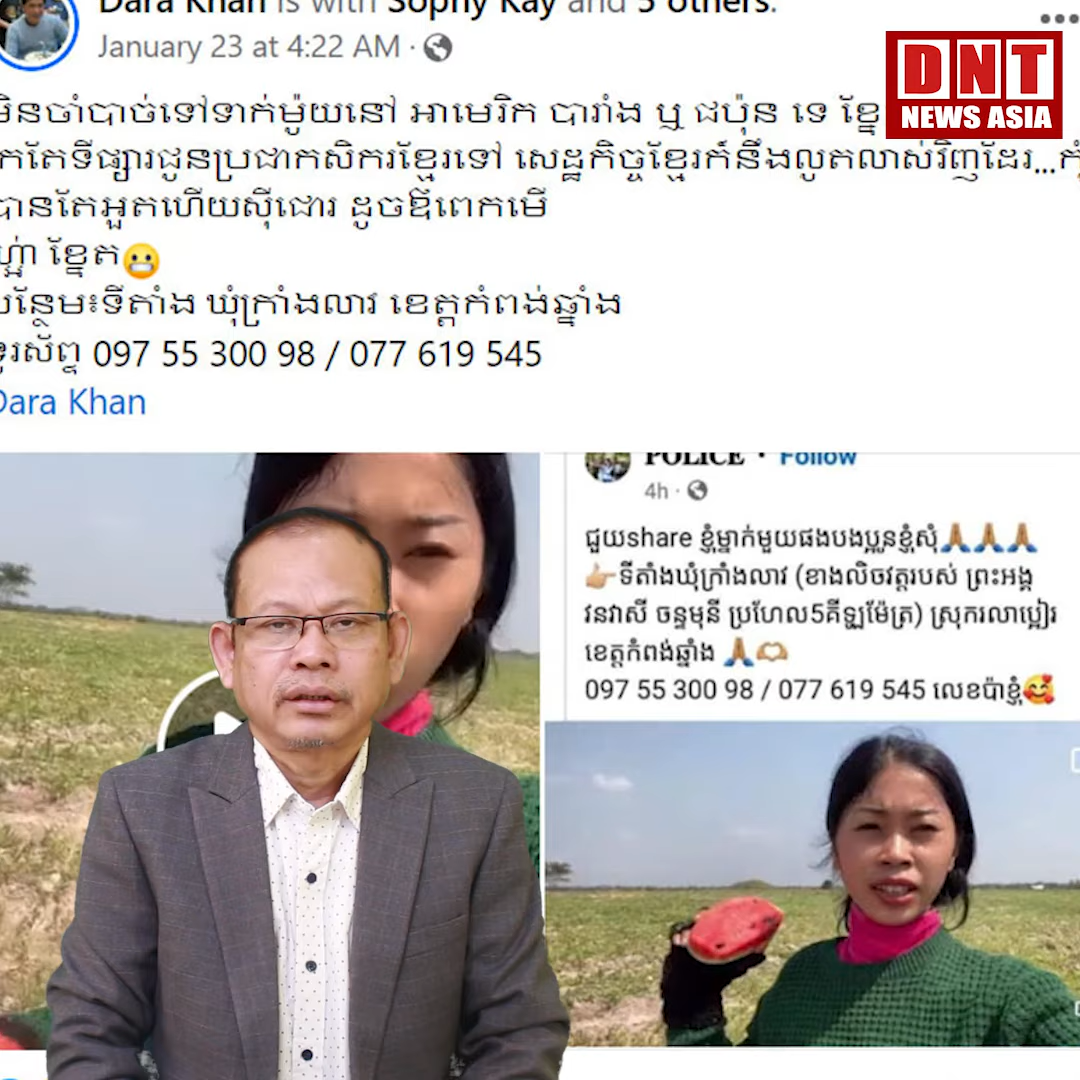 Dara Khan is with Sophy Kay and 5 others.
January 23 at 4:22 AM ·
DNT
NEWS ASIA
មិនចាំបាច់ទៅទាក់ម៉ូយនៅ អាមេរិក បារាំង ឬ ជប៉ុន ទេ ខ្នែ
កតែទីផ្សារជូនប្រជាកសិករខ្មែរទៅ សេដ្ឋកិច្ចខ្មែរក៍នឹងលូតលាស់វិញដែរ...កុំ
បានតែអួតហើយស៊ីជោរ ដូចឪពេកមើ
ហ្អា៎ ខ្នែត😬
បន្ថែម៖ទីតាំង ឃុំក្រាំងលាវ ខេត្តកំពង់ឆ្នាំង
ទូរស័ព្ទ 097 55 300 98 / 077 619 545
Dara Khan
POLICE · Follow
4h ·
ជួយshare ខ្ញុំម្នាក់មួយផងបងប្អូនខ្ញុំសុំ🙏🙏🙏
👉ទីតាំងឃុំក្រាំងលាវ (ខាងលិចវត្តរបស់ ព្រះអង្គ
វនវាសី ចន្ទមុនី ប្រហែល5គីឡូម៉ែត្រ) ស្រុករលាប្អៀរ
ខេត្តកំពង់ឆ្នាំង 🙏🫶
097 55 300 98 / 077 619 545 លេខប៉ាខ្ញុំ🥰